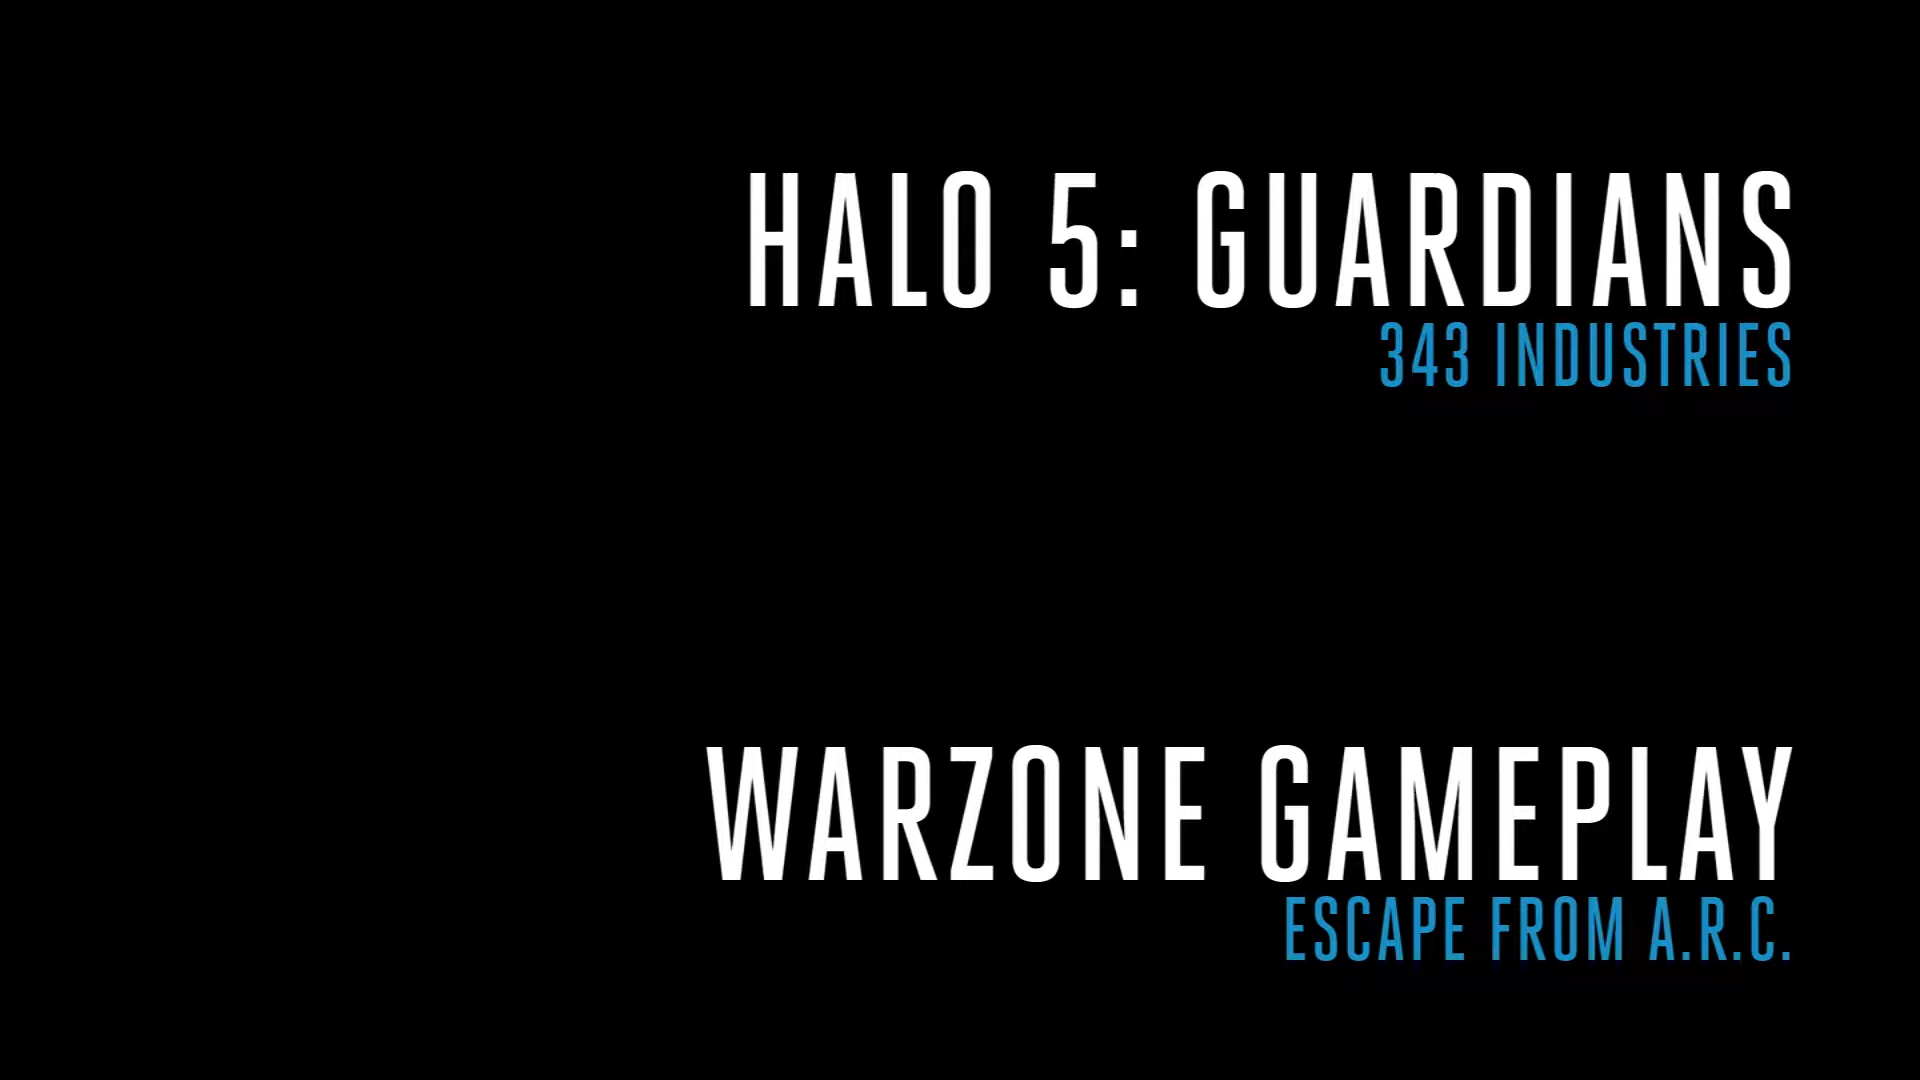 HALO 5: GUARDIANS
343 INDUSTRIES
WARZONE GAMEPLAY
ESCAPE FROM A.R.C.